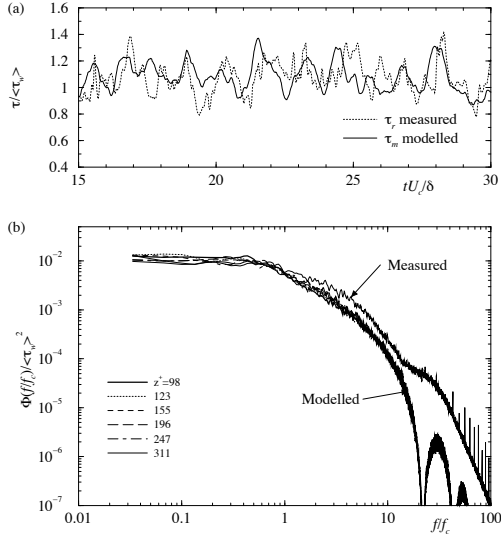 (a)
1.6
1.4
1.2
1
0.8
0.6
0.4
τ/<τw>
τr measured
τm modelled
15 20 25 30
tUc/δ
(b)
10⁻²
10⁻³
10⁻⁴
10⁻⁵
10⁻⁶
10⁻⁷
Φ(f/fc)/<τw>²
Measured
Modelled
z⁺=98
123
155
196
247
311
0.01 0.1 1 10 100
f/fc